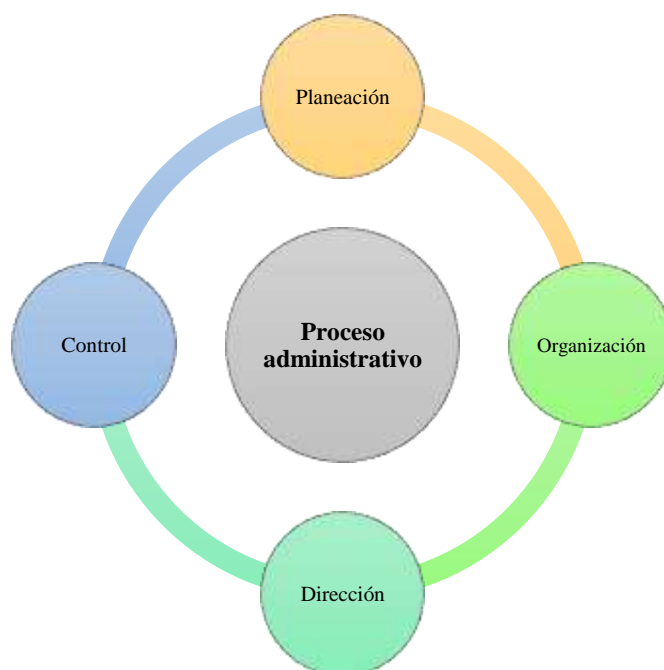 Planeación
Control
Proceso
administrativo
Organización
Dirección